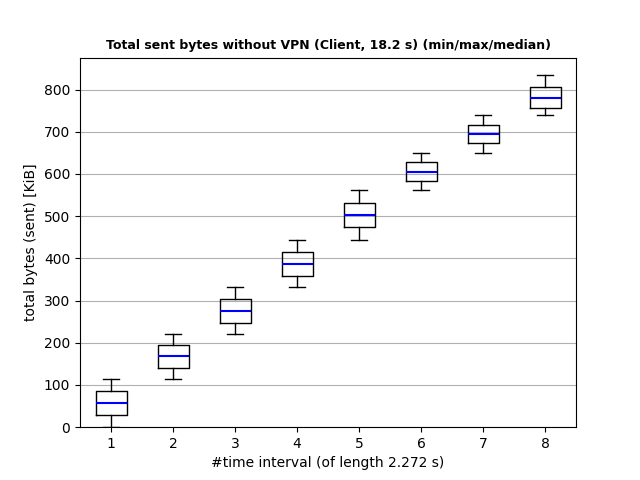 Total sent bytes without VPN (Client, 18.2 s) (min/max/median)
total bytes (sent) [KiB]
800
700
600
500
400
300
200
100
0
1 2 3 4 5 6 7 8
#time interval (of length 2.272 s)